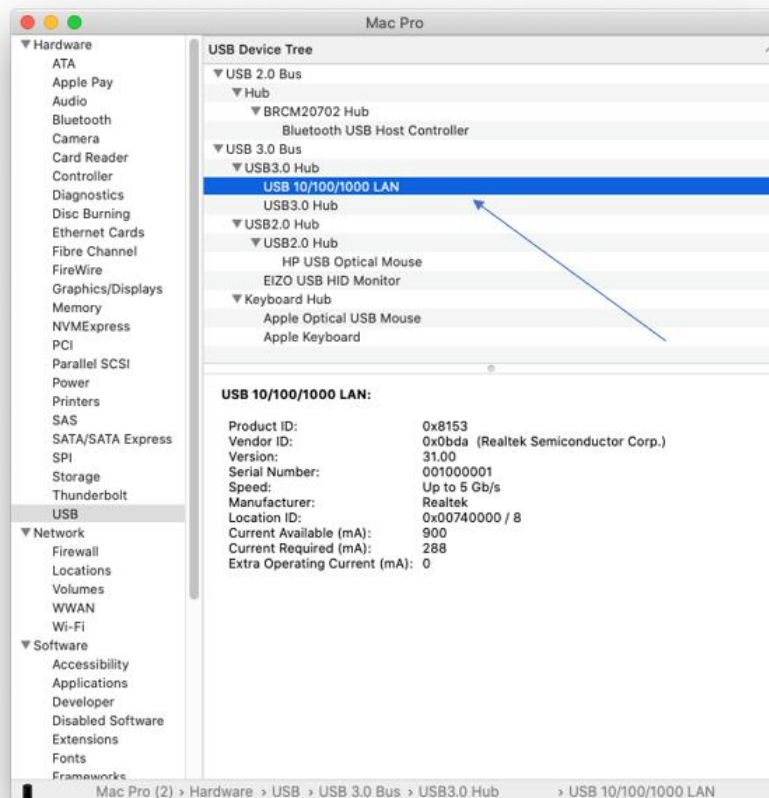 Mac Pro
Hardware
ATA
Apple Pay
Audio
Bluetooth
Camera
Card Reader
Controller
Diagnostics
Disc Burning
Ethernet Cards
Fibre Channel
FireWire
Graphics/Displays
Memory
NVMExpress
PCI
Parallel SCSI
Power
Printers
SAS
SATA/SATA Express
SPI
Storage
Thunderbolt
USB
Network
Firewall
Locations
Volumes
WWAN
Wi-Fi
Software
Accessibility
Applications
Developer
Disabled Software
Extensions
Fonts
Frameworks
USB Device Tree
USB 2.0 Bus
Hub
BRCM20702 Hub
Bluetooth USB Host Controller
USB 3.0 Bus
USB3.0 Hub
USB 10/100/1000 LAN
USB3.0 Hub
USB2.0 Hub
USB2.0 Hub
HP USB Optical Mouse
EIZO USB HID Monitor
Keyboard Hub
Apple Optical USB Mouse
Apple Keyboard
USB 10/100/1000 LAN:
Product ID: 0x8153
Vendor ID: 0x0bda (Realtek Semiconductor Corp.)
Version: 31.00
Serial Number: 001000001
Speed: Up to 5 Gb/s
Manufacturer: Realtek
Location ID: 0x00740000 / 8
Current Available (mA): 900
Current Required (mA): 288
Extra Operating Current (mA): 0
Mac Pro (2) › Hardware › USB › USB 3.0 Bus › USB3.0 Hub › USB 10/100/1000 LAN